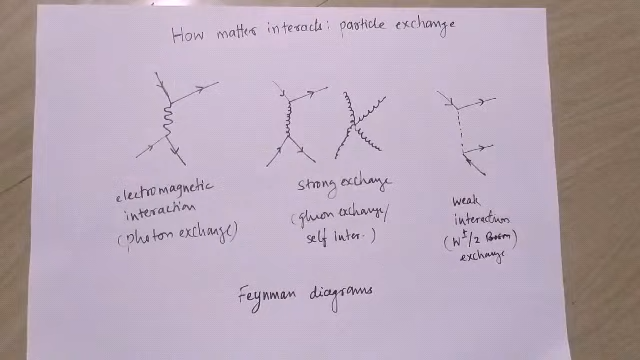 How matter interacts: particle exchange
electromagnetic
interaction
(photon exchange)
strong exchange
(gluon exchange/
self inter.)
weak
interaction
(W±/Z Boson)
exchange
Feynman diagrams